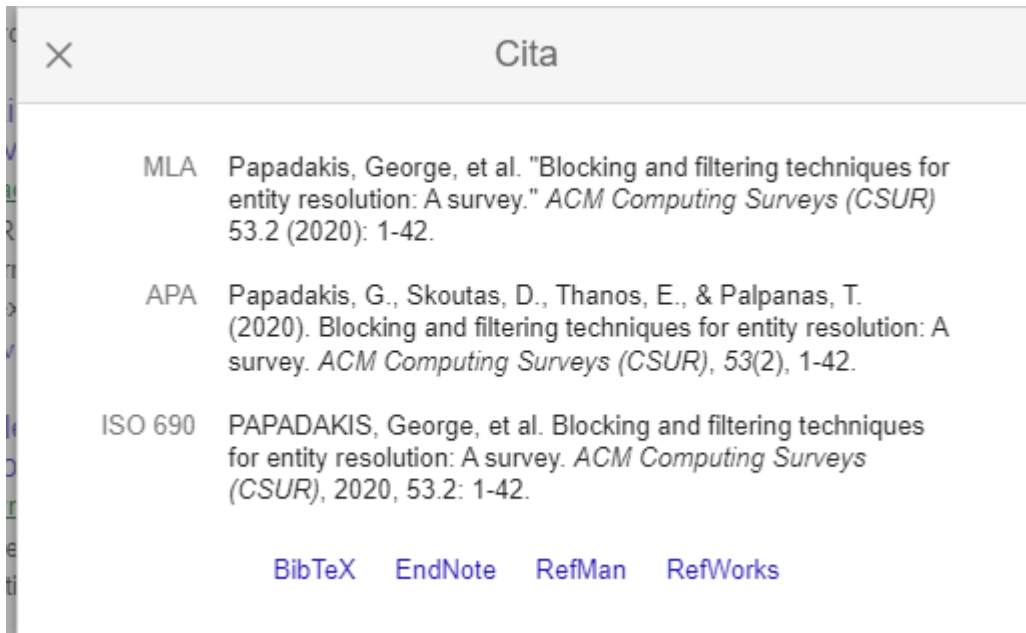 Cita
MLA Papadakis, George, et al. "Blocking and filtering techniques for
entity resolution: A survey." ACM Computing Surveys (CSUR)
53.2 (2020): 1-42.
APA Papadakis, G., Skoutas, D., Thanos, E., & Palpanas, T.
(2020). Blocking and filtering techniques for entity resolution: A
survey. ACM Computing Surveys (CSUR), 53(2), 1-42.
ISO 690 PAPADAKIS, George, et al. Blocking and filtering techniques
for entity resolution: A survey. ACM Computing Surveys
(CSUR), 2020, 53.2: 1-42.
BibTeX EndNote RefMan RefWorks